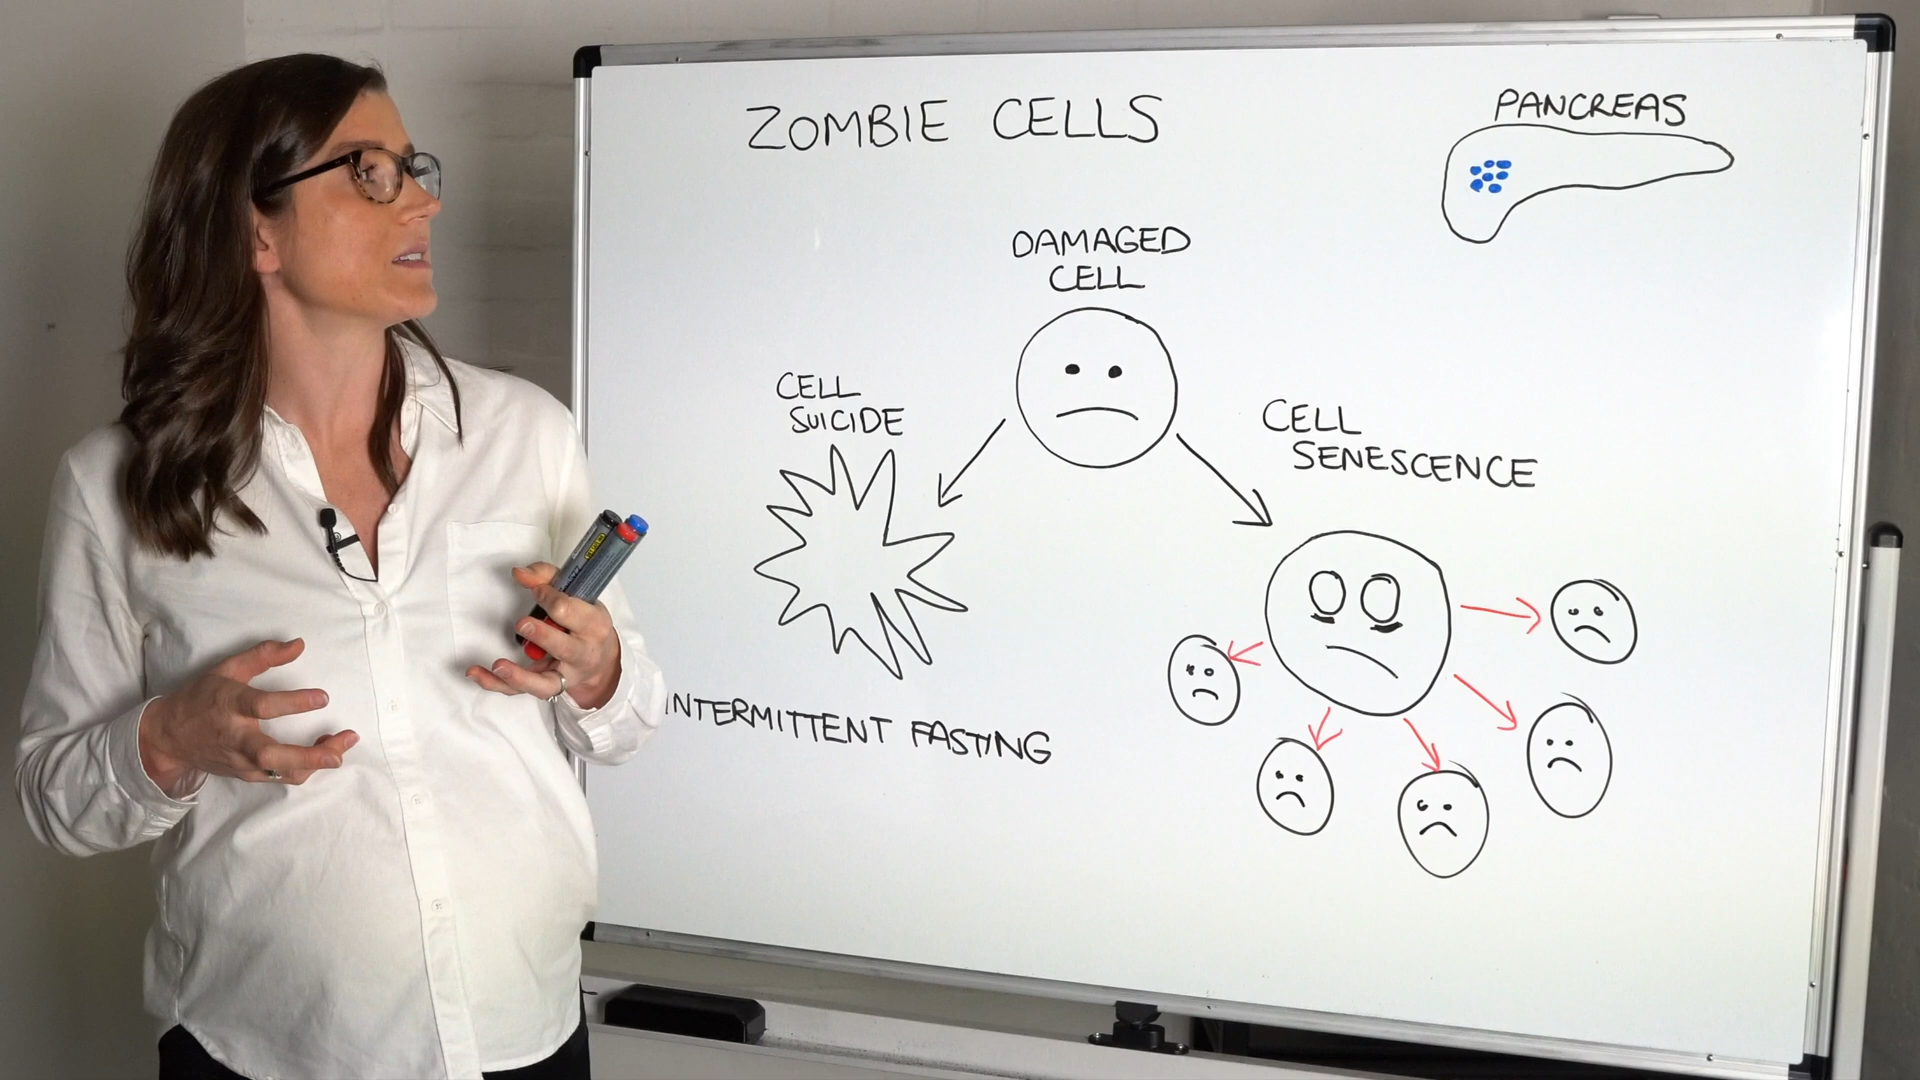 ZOMBIE CELLS
PANCREAS
DAMAGED
CELL
CELL
SUICIDE
CELL
SENESCENCE
INTERMITTENT FASTING